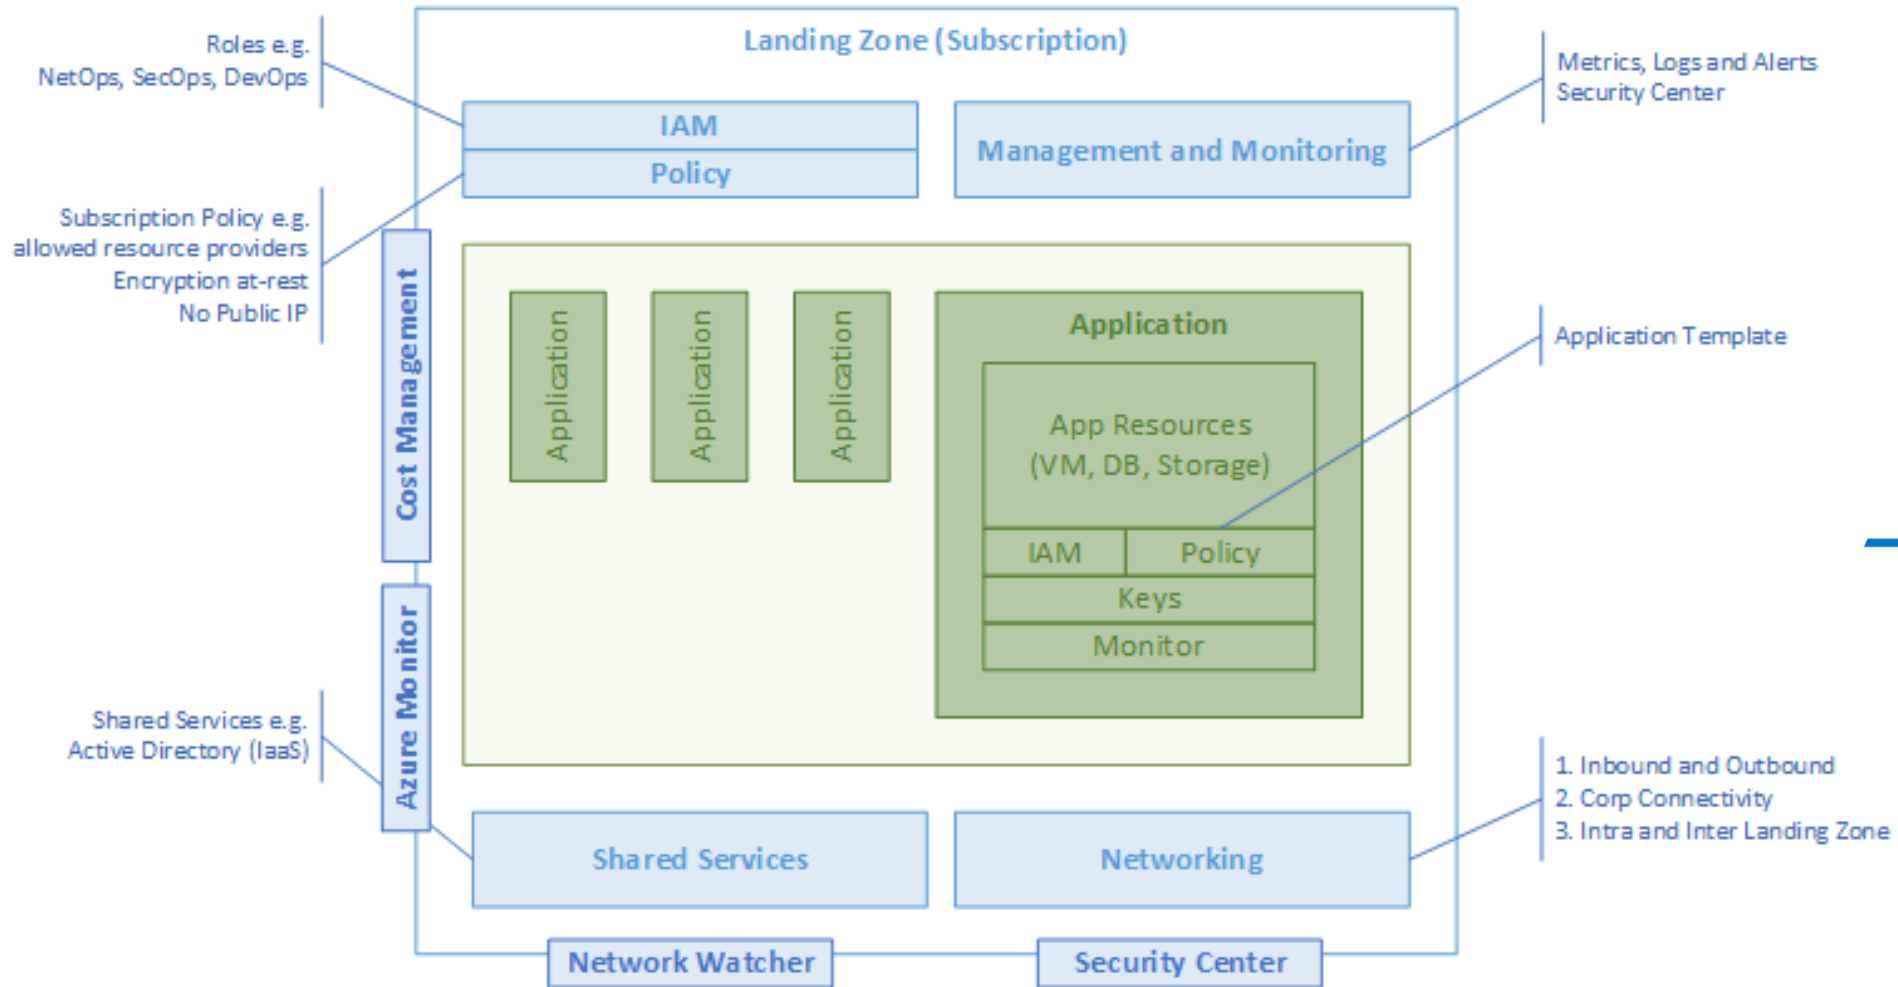 Landing Zone (Subscription)
Roles e.g.
NetOps, SecOps, DevOps
IAM
Policy
Management and Monitoring
Metrics, Logs and Alerts
Security Center
Subscription Policy e.g.
allowed resource providers
Encryption at-rest
No Public IP
Cost Management
Application
Application
Application
Application
App Resources
(VM, DB, Storage)
IAM
Policy
Keys
Monitor
Application Template
Azure Monitor
Shared Services e.g.
Active Directory (IaaS)
Shared Services
Networking
1. Inbound and Outbound
2. Corp Connectivity
3. Intra and Inter Landing Zone
Network Watcher
Security Center